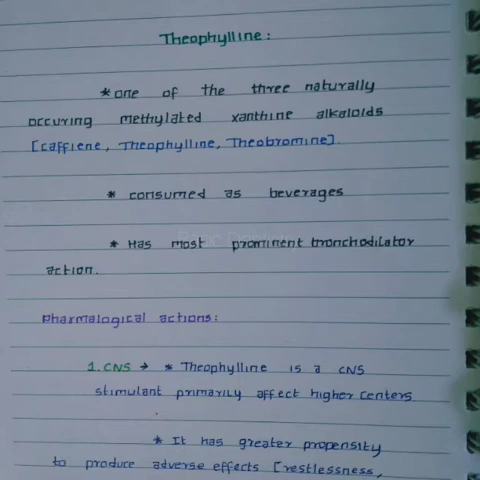 Theophylline:
* one of the three naturally
occuring methylated xanthine alkaloids
[caffiene, Theophylline, Theobromine].
* consumed as beverages
* Has most prominent bronchodilator
action.
Pharmalogical actions:
1. CNS → * Theophylline is a CNS
stimulant primarily affect higher centers
* It has greater propensity
to produce adverse effects [restlessness,